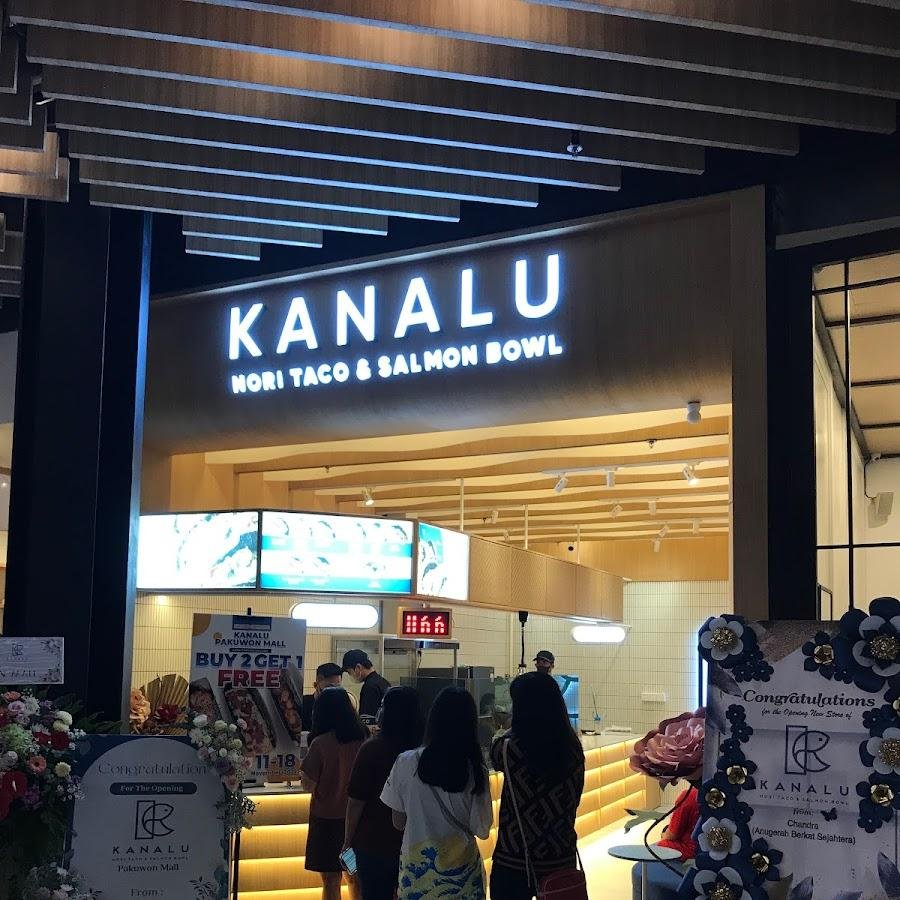 KANALU
NORI TACO & SALMON BOWL
1166
KANALU
PAKUWON MALL
BUY 2 GET 1
FREE
11-18
Congratulation
For The Opening
KANALU
NORI TACO & SALMON BOWL
Pakuwon Mall
From :
Congratulations
for the Opening New Store of
KANALU
NORI TACO & SALMON BOWL
from:
Chandra
(Anugerah Berkat Sejahtera)